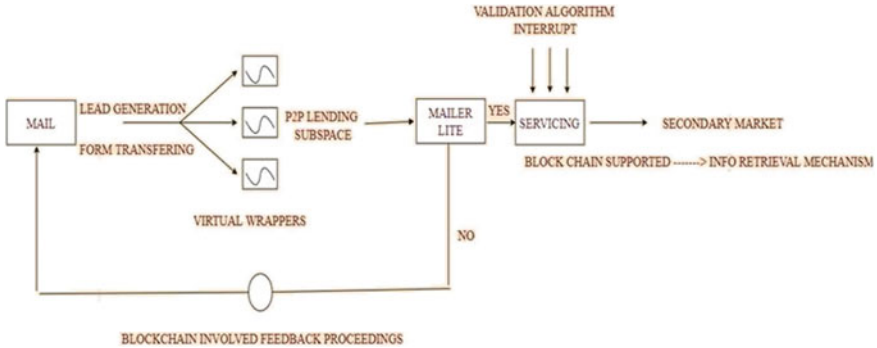 VALIDATION ALGORITHM
INTERRUPT
LEAD GENERATION
MAIL
FORM TRANSFERING
P2P LENDING
SUBSPACE
MAILER
LITE
YES
SERVICING
SECONDARY MARKET
BLOCK CHAIN SUPPORTED -------> INFO RETRIEVAL MECHANISM
VIRTUAL WRAPPERS
NO
BLOCKCHAIN INVOLVED FEEDBACK PROCEEDINGS